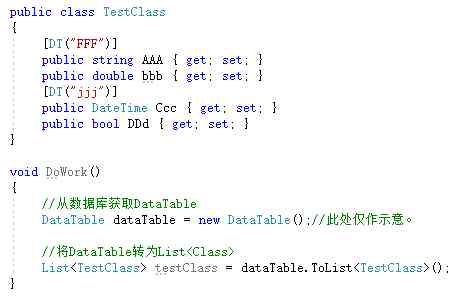 public class TestClass
{
[DT("FFF")]
public string AAA { get; set; }
public double bbb { get; set; }
[DT("jjj")]
public DateTime Ccc { get; set; }
public bool DDd { get; set; }
}
void DoWork()
{
//从数据库获取DataTable
DataTable dataTable = new DataTable();//此处仅作示意。
//将DataTable转为List<Class>
List<TestClass> testClass = dataTable.ToList<TestClass>();
}